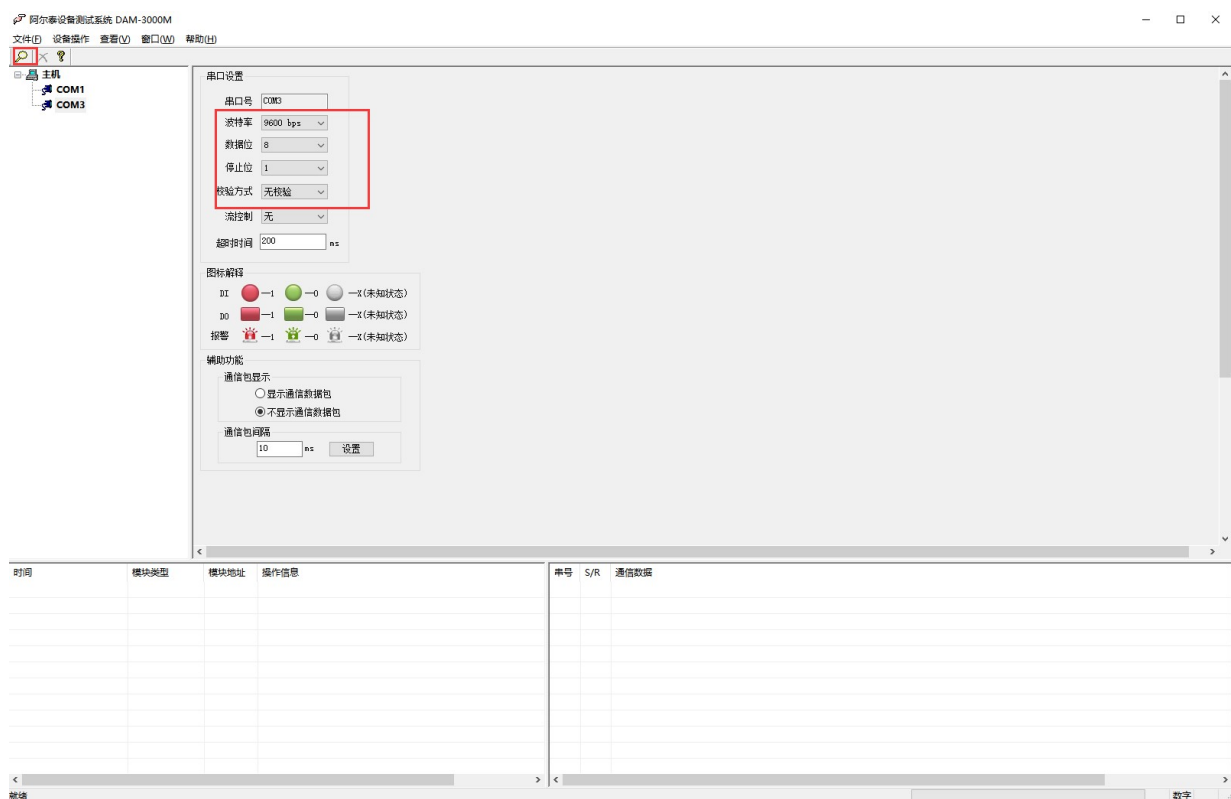 阿尔泰设备测试系统 DAM-3000M
文件(F) 设备操作 查看(V) 窗口(W) 帮助(H)
主机
COM1
COM3
串口设置
串口号 COM3
波特率 9600 bps
数据位 8
停止位 1
校验方式 无校验
流控制 无
超时时间 200 ms
图标解释
DI —1 —0 —X(未知状态)
DO —1 —0 —X(未知状态)
报警 —1 —0 —X(未知状态)
辅助功能
通信包显示
显示通信数据包
不显示通信数据包
通信包间隔
10 ms 设置
时间 模块类型 模块地址 操作信息
串号 S/R 通信数据
就绪 数字